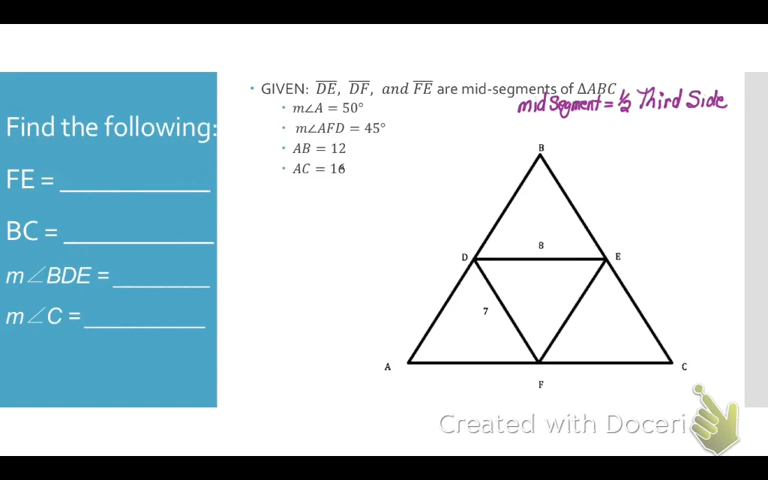 • GIVEN: DE, DF, and FE are mid-segments of ΔABC
mid Segment = ½ Third Side
• m∠A = 50°
• m∠AFD = 45°
• AB = 12
• AC = 16
Find the following:
FE = ____________
BC = ____________
m∠BDE = ________
m∠C = __________
B
8
D
E
7
A
C
F
Created with Doceri